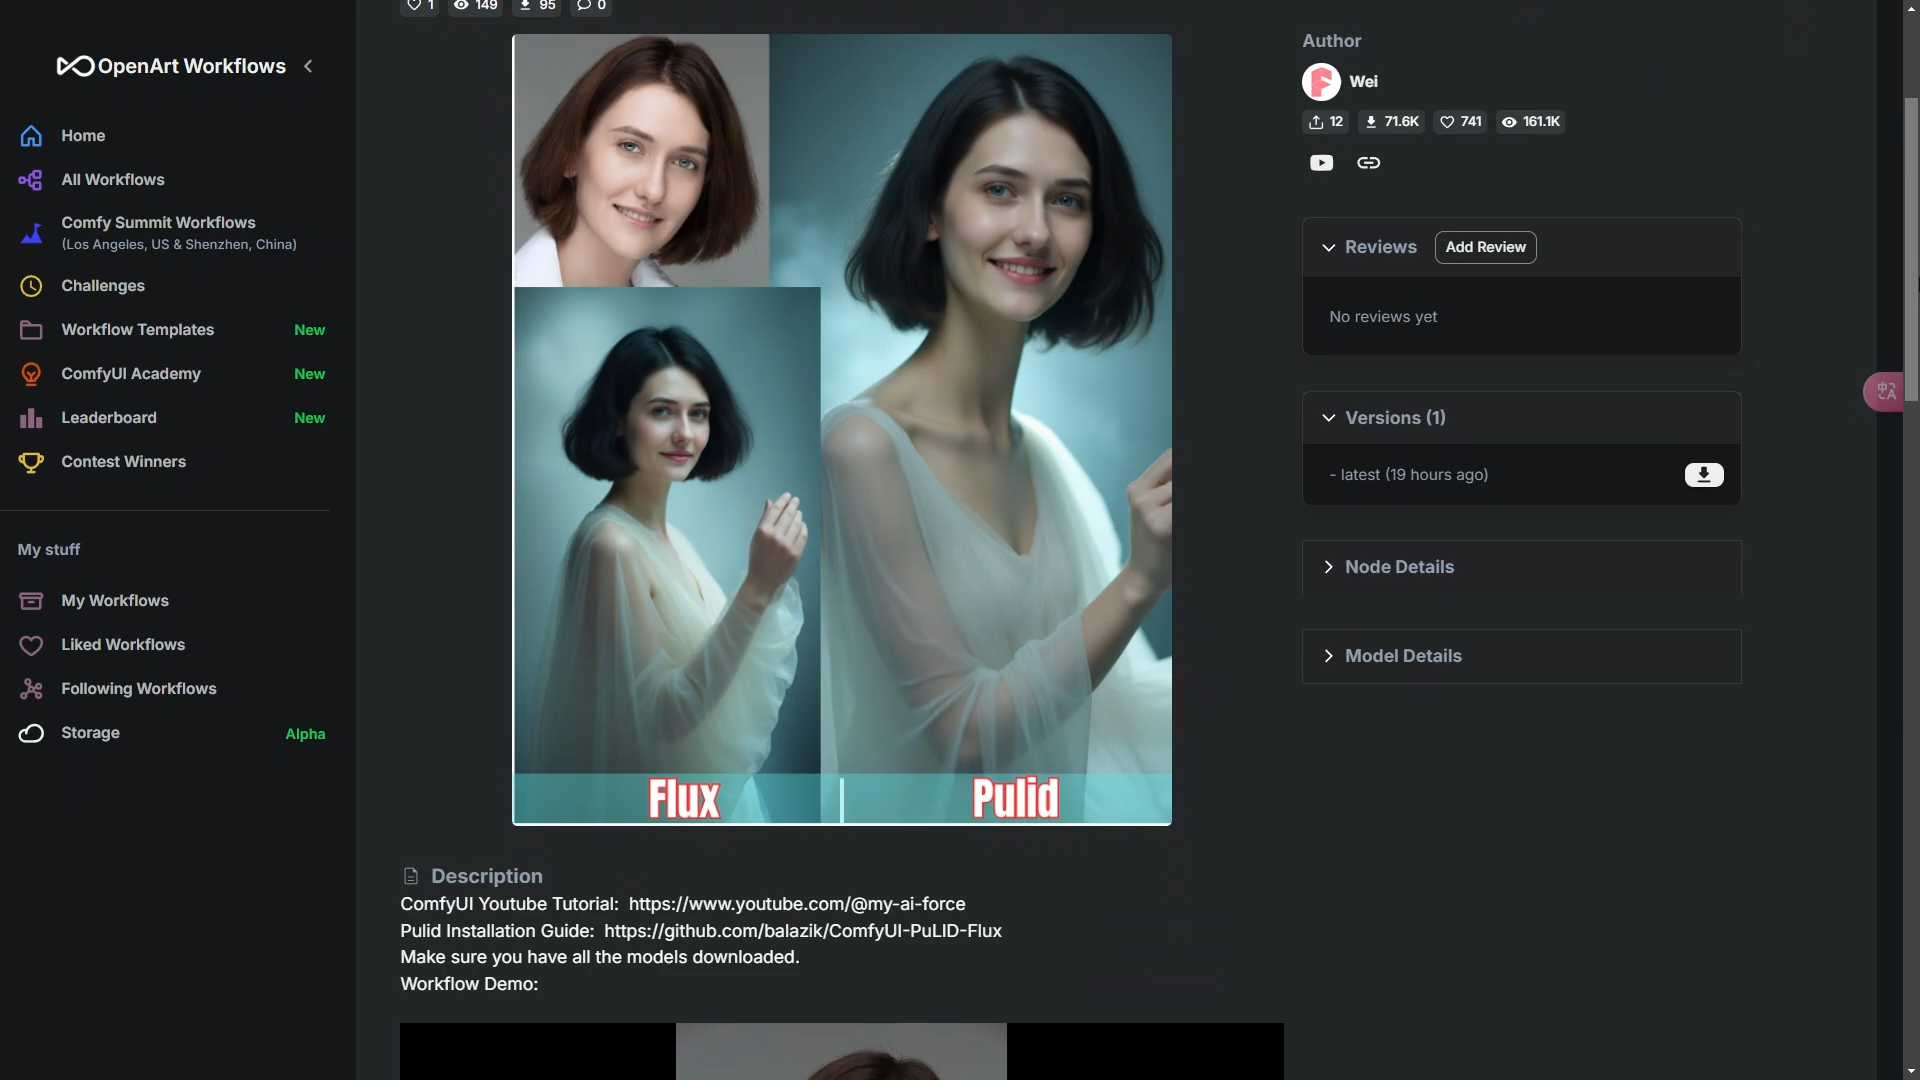 1 149 95 0
OpenArt Workflows
Home
All Workflows
Comfy Summit Workflows
(Los Angeles, US & Shenzhen, China)
Challenges
Workflow Templates New
ComfyUI Academy New
Leaderboard New
Contest Winners
My stuff
My Workflows
Liked Workflows
Following Workflows
Storage Alpha
Flux Pulid
Description
ComfyUI Youtube Tutorial: https://www.youtube.com/@my-ai-force
Pulid Installation Guide: https://github.com/balazik/ComfyUI-PuLID-Flux
Make sure you have all the models downloaded.
Workflow Demo:
Author
Wei
12 71.6K 741 161.1K
Reviews Add Review
No reviews yet
Versions (1)
- latest (19 hours ago)
Node Details
Model Details
中A